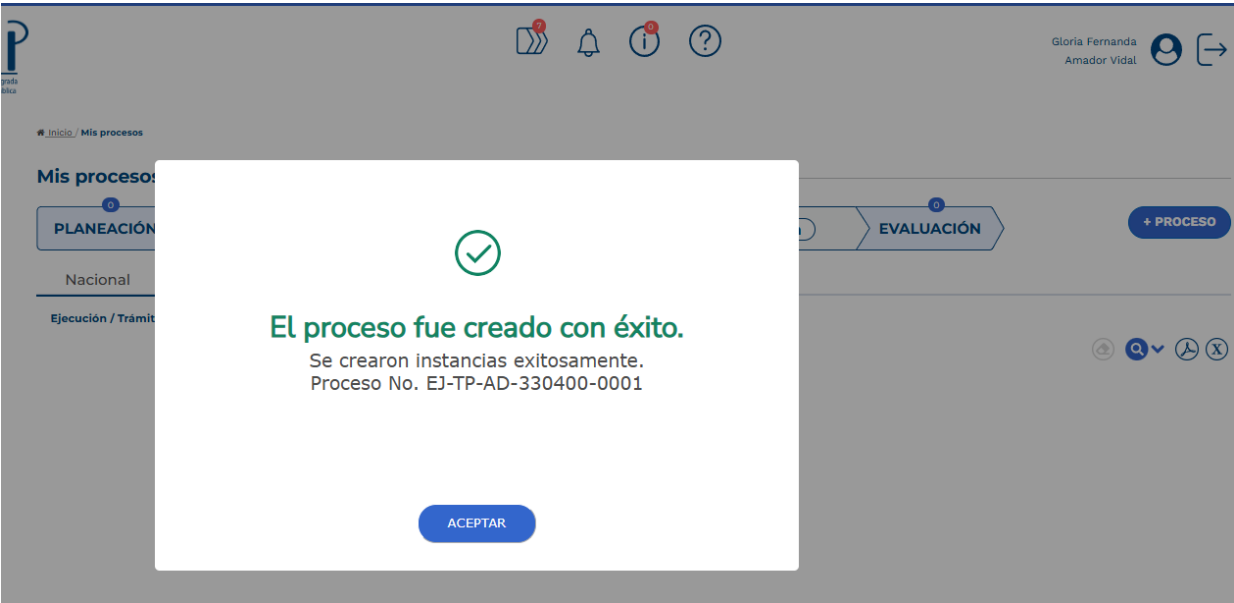 7
0
Gloria Fernanda
Amador Vidal
Inicio / Mis procesos
Mis procesos
0
PLANEACIÓN
0
EVALUACIÓN
+ PROCESO
Nacional
Ejecución / Trámit
El proceso fue creado con éxito.
Se crearon instancias exitosamente.
Proceso No. EJ-TP-AD-330400-0001
ACEPTAR